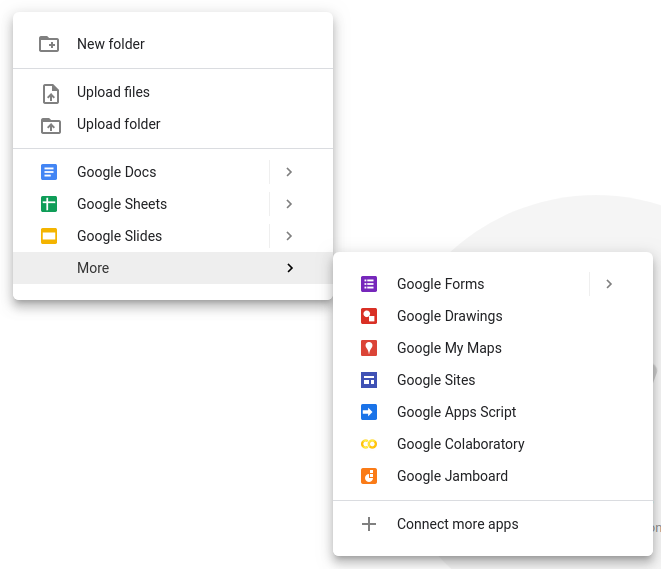 New folder
Upload files
Upload folder
Google Docs
Google Sheets
Google Slides
More
Google Forms
Google Drawings
Google My Maps
Google Sites
Google Apps Script
Google Colaboratory
Google Jamboard
Connect more apps